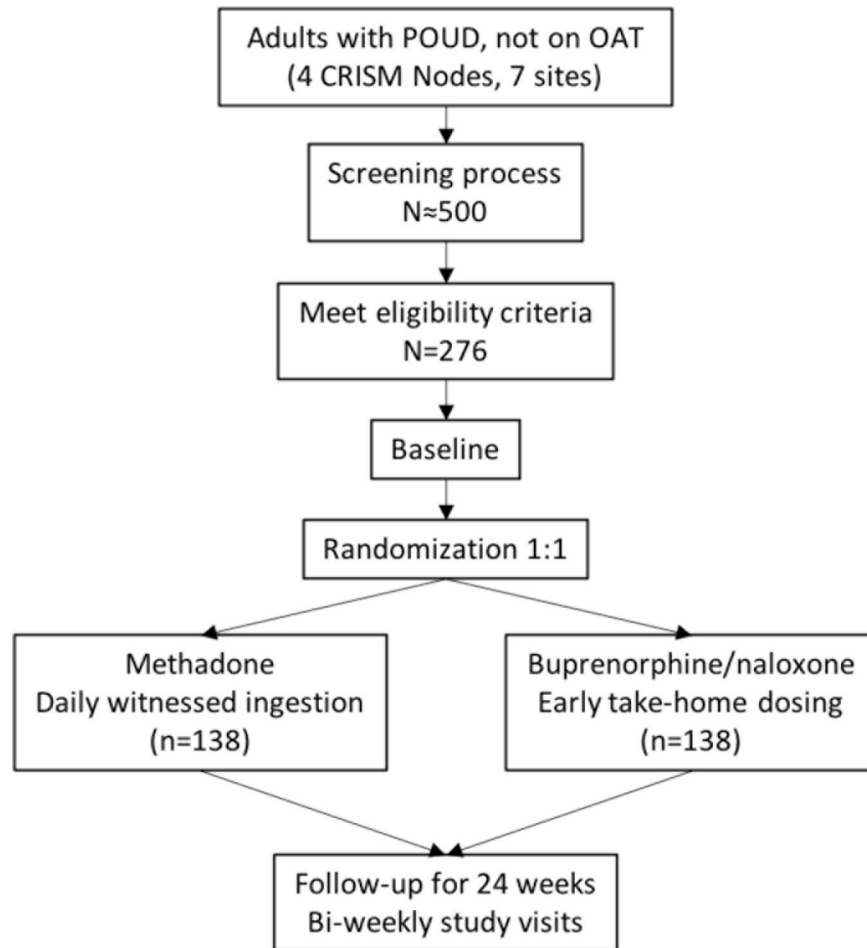 Adults with POUD, not on OAT
(4 CRISM Nodes, 7 sites)
Screening process
N≈500
Meet eligibility criteria
N=276
Baseline
Randomization 1:1
Methadone
Daily witnessed ingestion
(n=138)
Buprenorphine/naloxone
Early take-home dosing
(n=138)
Follow-up for 24 weeks
Bi-weekly study visits